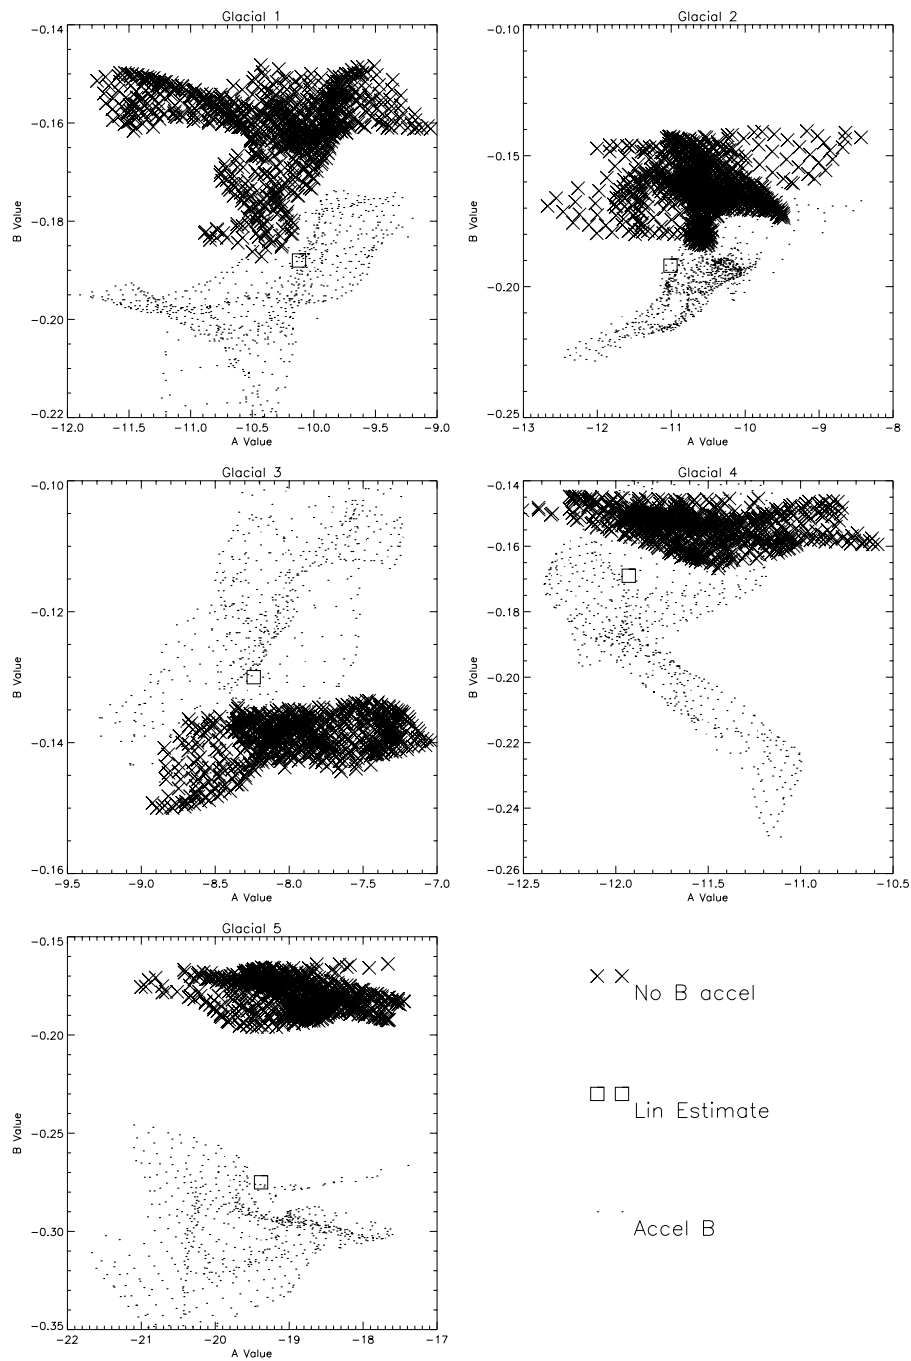 Glacial 1
-0.14
-0.16
-0.18
-0.20
-0.22
B Value
-12.0 -11.5 -11.0 -10.5 -10.0 -9.5 -9.0
A Value
Glacial 2
-0.10
-0.15
-0.20
-0.25
B Value
-13 -12 -11 -10 -9 -8
A Value
Glacial 3
-0.10
-0.12
-0.14
-0.16
B Value
-9.5 -9.0 -8.5 -8.0 -7.5 -7.0
A Value
Glacial 4
-0.14
-0.16
-0.18
-0.20
-0.22
-0.24
-0.26
B Value
-12.5 -12.0 -11.5 -11.0 -10.5
A Value
Glacial 5
-0.15
-0.20
-0.25
-0.30
-0.35
B Value
-22 -21 -20 -19 -18 -17
A Value
No B accel
Lin Estimate
Accel B